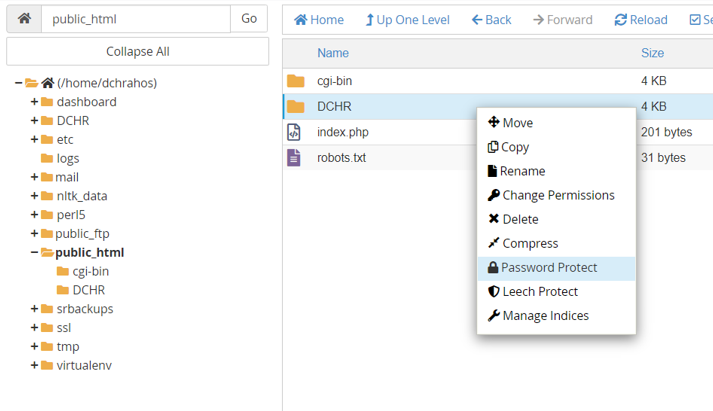 public_html Go
Collapse All
(/home/dchrahos)
dashboard
DCHR
etc
logs
mail
nltk_data
perl5
public_ftp
public_html
cgi-bin
DCHR
srbackups
ssl
tmp
virtualenv
Home Up One Level Back Forward Reload
Name Size
cgi-bin 4 KB
DCHR 4 KB
index.php 201 bytes
robots.txt 31 bytes
Move
Copy
Rename
Change Permissions
Delete
Compress
Password Protect
Leech Protect
Manage Indices